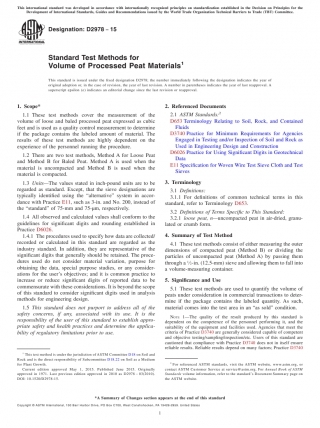 This international standard was developed in accordance with internationally recognized principles on standardization established in the Decision on Principles for the
Development of International Standards, Guides and Recommendations issued by the World Trade Organization Technical Barriers to Trade (TBT) Committee.
Designation: D2978 − 15
INTERNATIONAL
Standard Test Methods for
Volume of Processed Peat Materials1
This standard is issued under the fixed designation D2978; the number immediately following the designation indicates the year of
original adoption or, in the case of revision, the year of last revision. A number in parentheses indicates the year of last reapproval. A
superscript epsilon (ε) indicates an editorial change since the last revision or reapproval.
1. Scope*
1.1 These test methods cover the measurement of the
volume of loose and baled processed peat expressed as cubic
feet and is used as a quality control measurement to determine
if the package contains the labeled amount of material. The
results of these test methods are highly dependent on the
experience of the personnel running the procedure.
1.2 There are two test methods, Method A for Loose Peat
and Method B for Baled Peat. Method A is used when the
material is uncompacted and Method B is used when the
material is compacted.
1.3 Units—The values stated in inch-pound units are to be
regarded as standard. Except, that the sieve designations are
typically identified using the "alternative" system in accor-
dance with Practice E11, such as 3-in. and No. 200, instead of
the "standard" of 75-mm and 75-μm, respectively.
1.4 All observed and calculated values shall conform to the
guidelines for significant digits and rounding established in
Practice D6026.
1.4.1 The procedures used to specify how data are collected/
recorded or calculated in this standard are regarded as the
industry standard. In addition, they are representative of the
significant digits that generally should be retained. The proce-
dures used do not consider material variation, purpose for
obtaining the data, special purpose studies, or any consider-
ations for the user's objectives; and it is common practice to
increase or reduce significant digits of reported data to be
commensurate with these considerations. It is beyond the scope
of this standard to consider significant digits used in analysis
methods for engineering design.
1.5 This standard does not purport to address all of the
safety concerns, if any, associated with its use. It is the
responsibility of the user of this standard to establish appro-
priate safety and health practices and determine the applica-
bility of regulatory limitations prior to use.
2. Referenced Documents
2.1 ASTM Standards:2
D653 Terminology Relating to Soil, Rock, and Contained
Fluids
D3740 Practice for Minimum Requirements for Agencies
Engaged in Testing and/or Inspection of Soil and Rock as
Used in Engineering Design and Construction
D6026 Practice for Using Significant Digits in Geotechnical
Data
E11 Specification for Woven Wire Test Sieve Cloth and Test
Sieves
3. Terminology
3.1 Definitions:
3.1.1 For definitions of common technical terms in this
standard, refer to Terminology D653.
3.2 Definitions of Terms Specific to This Standard:
3.2.1 loose peat, n—uncompacted peat in air-dried, granu-
lated or crumb form.
4. Summary of Test Method
4.1 These test methods consist of either measuring the outer
dimensions of compacted peat (Method B) or dividing the
particles of uncompacted peat (Method A) by passing them
through a ½-in. (12.5-mm) sieve and allowing them to fall into
a volume-measuring container.
5. Significance and Use
5.1 These test methods are used to quantify the volume of
peats under consideration in commercial transactions to deter-
mine if the package contains the labeled quantity. As such,
material comes into the test area in its "as sold" condition.
NOTE 1—The quality of the result produced by this standard is
dependent on the competence of the personnel performing it, and the
suitability of the equipment and facilities used. Agencies that meet the
criteria of Practice D3740 are generally considered capable of competent
and objective testing/sampling/inspection/etc. Users of this standard are
cautioned that compliance with Practice D3740 does not in itself ensure
reliable results. Reliable results depend on many factors; Practice D3740
1 This test method is under the jurisdiction of ASTM Committee D18 on Soil and
Rock and is the direct responsibility of Subcommittee D18.22 on Soil as a Medium
for Plant Growth.
Current edition approved May 1, 2015. Published June 2015. Originally
approved in 1971. Last previous edition approved in 2010 as D2978
DOI: 10.1520/D2978-15.
2 For referenced ASTM standards, visit the ASTM website, www.astm.org, or
contact ASTM Customer Service at service@astm.org. For Annual Book of ASTM
Standards volume information, refer to the standard's Document Summary page on
the ASTM website.
*A Summary of Changes section appears at the end of this standard
Copyright © ASTM International, 100 Barr Harbor Drive, PO Box C700, West Conshohocken, PA 19428-2959. United States
1